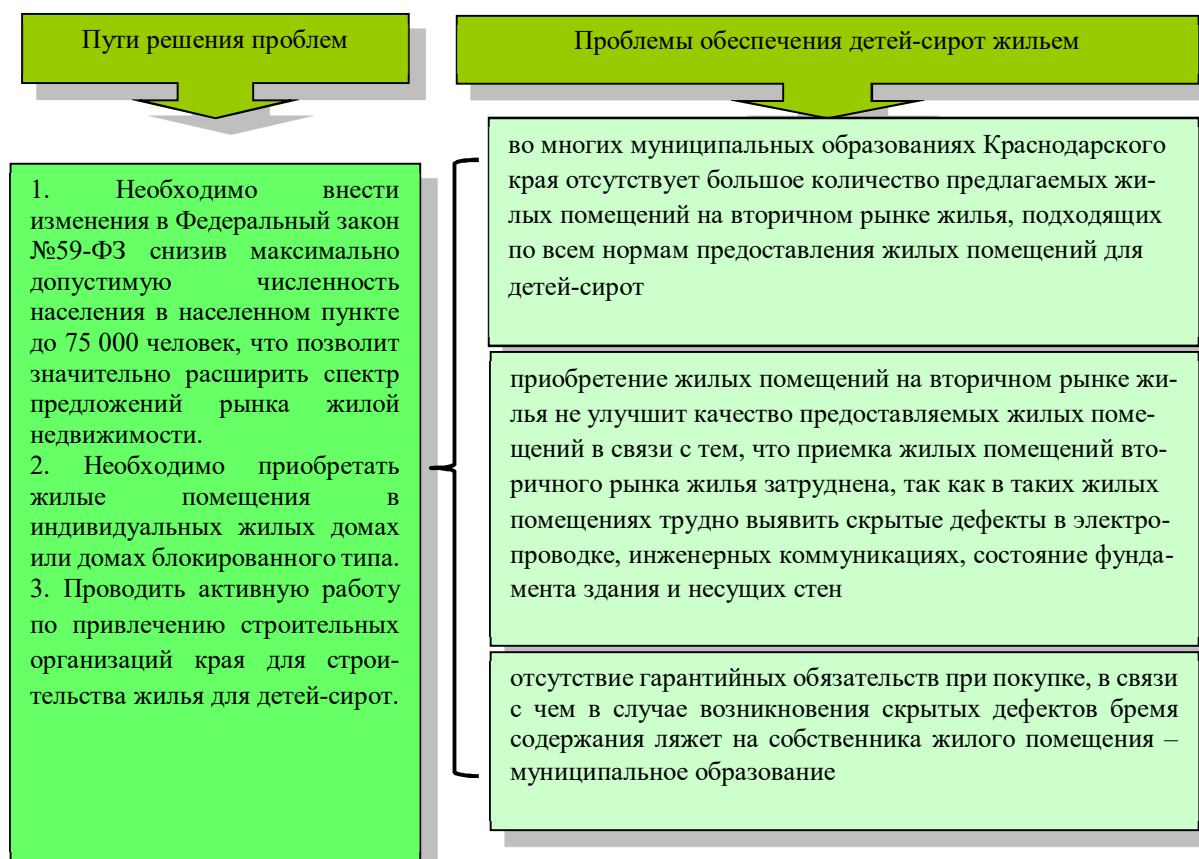 Пути решения проблем
1. Необходимо внести
изменения в Федеральный закон
№59-ФЗ снизив максимально
допустимую численность
населения в населенном пункте
до 75 000 человек, что позволит
значительно расширить спектр
предложений рынка жилой
недвижимости.
2. Необходимо приобретать
жилые помещения в
индивидуальных жилых домах
или домах блокированного типа.
3. Проводить активную работу
по привлечению строительных
организаций края для строи-
тельства жилья для детей-сирот.
Проблемы обеспечения детей-сирот жильем
во многих муниципальных образованиях Краснодарского
края отсутствует большое количество предлагаемых жи-
лых помещений на вторичном рынке жилья, подходящих
по всем нормам предоставления жилых помещений для
детей-сирот
приобретение жилых помещений на вторичном рынке жи-
лья не улучшит качество предоставляемых жилых поме-
щений в связи с тем, что приемка жилых помещений вто-
ричного рынка жилья затруднена, так как в таких жилых
помещениях трудно выявить скрытые дефекты в электро-
проводке, инженерных коммуникациях, состояние фунда-
мента здания и несущих стен
отсутствие гарантийных обязательств при покупке, в связи
с чем в случае возникновения скрытых дефектов бремя
содержания ляжет на собственника жилого помещения –
муниципальное образование